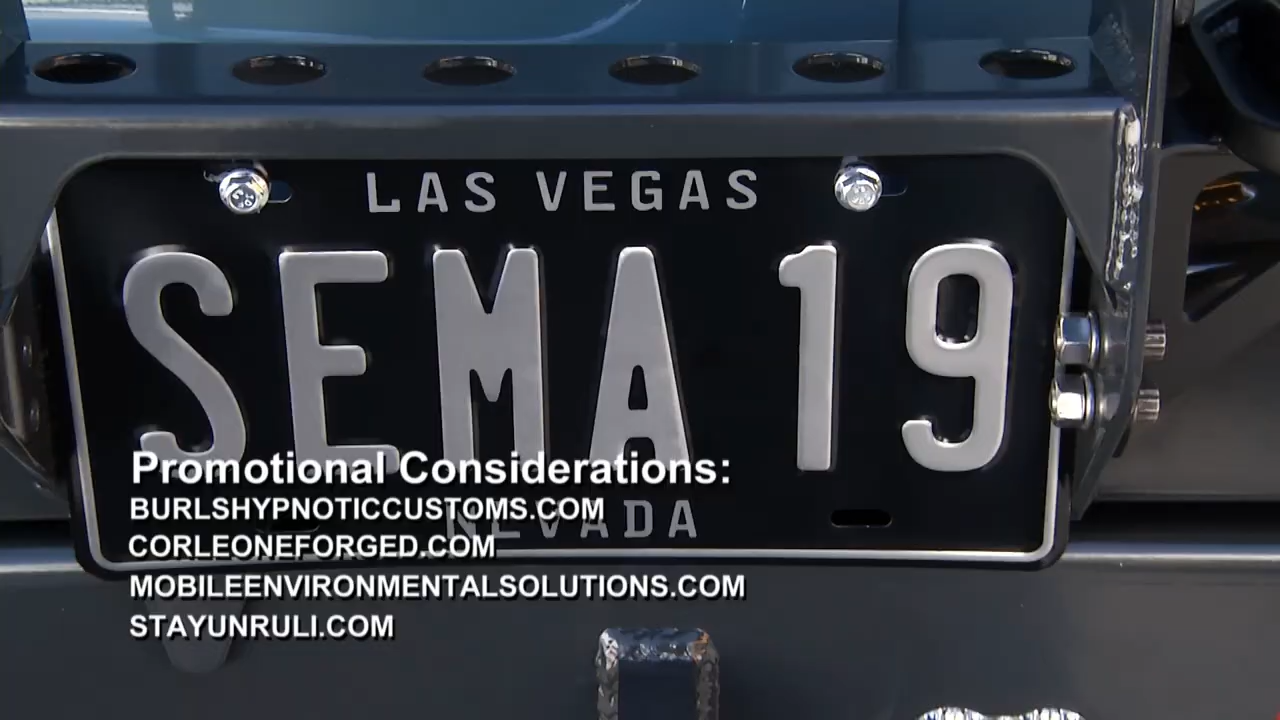 LAS VEGAS
SEMA 19
NEVADA
Promotional Considerations:
BURLSHYPNOTICCUSTOMS.COM
CORLEONEFORGED.COM
MOBILEENVIRONMENTALSOLUTIONS.COM
STAYUNRULI.COM